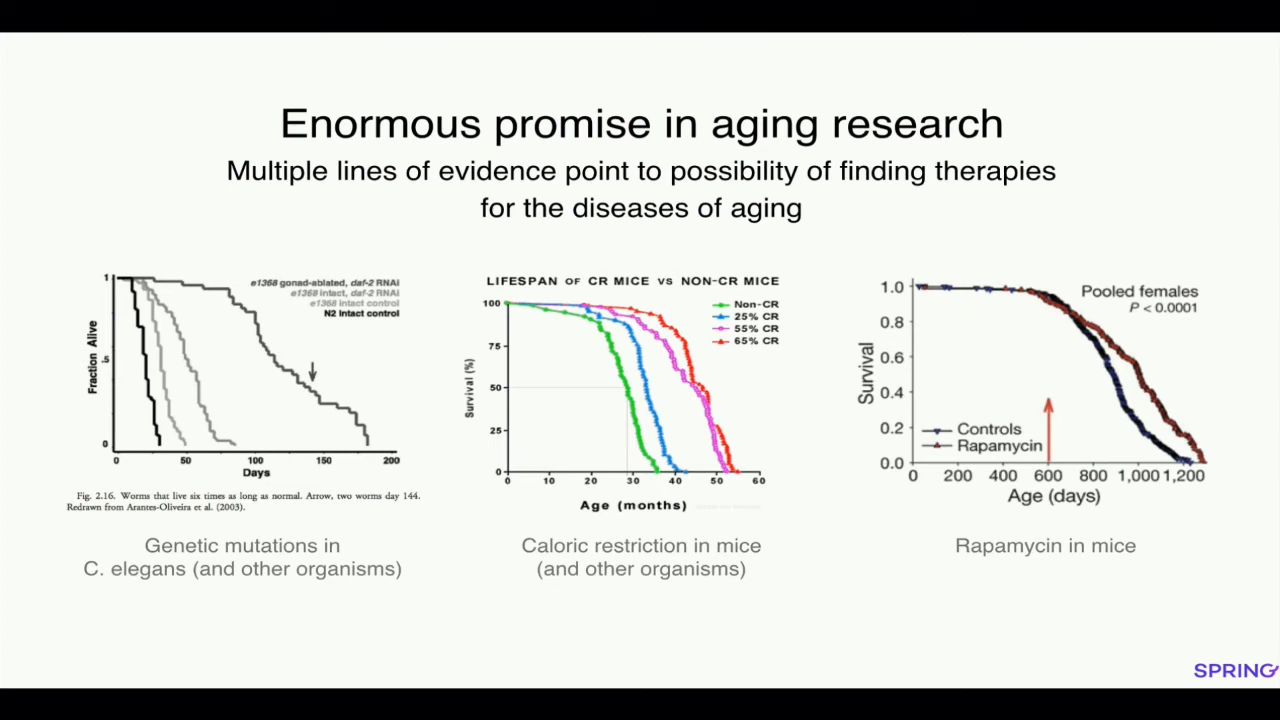 Enormous promise in aging research
Multiple lines of evidence point to possibility of finding therapies
for the diseases of aging
1
.5
0
Fraction Alive
e1368 gonad-ablated, daf-2 RNAi
e1368 intact, daf-2 RNAi
e1368 Intact control
N2 Intact control
0 50 100 150 200
Days
Fig. 2.16. Worms that live six times as long as normal. Arrow, two worms day 144.
Redrawn from Arantes-Oliveira et al. (2003).
Genetic mutations in
C. elegans (and other organisms)
LIFESPAN OF CR MICE VS NON-CR MICE
100
75
50
25
0
Survival (%)
Non-CR
25% CR
55% CR
65% CR
0 10 20 30 40 50 60
Age (months)
Caloric restriction in mice
(and other organisms)
1.0
0.8
0.6
0.4
0.2
0.0
Survival
Pooled females
P < 0.0001
Controls
Rapamycin
0 200 400 600 800 1,000 1,200
Age (days)
Rapamycin in mice
SPRING